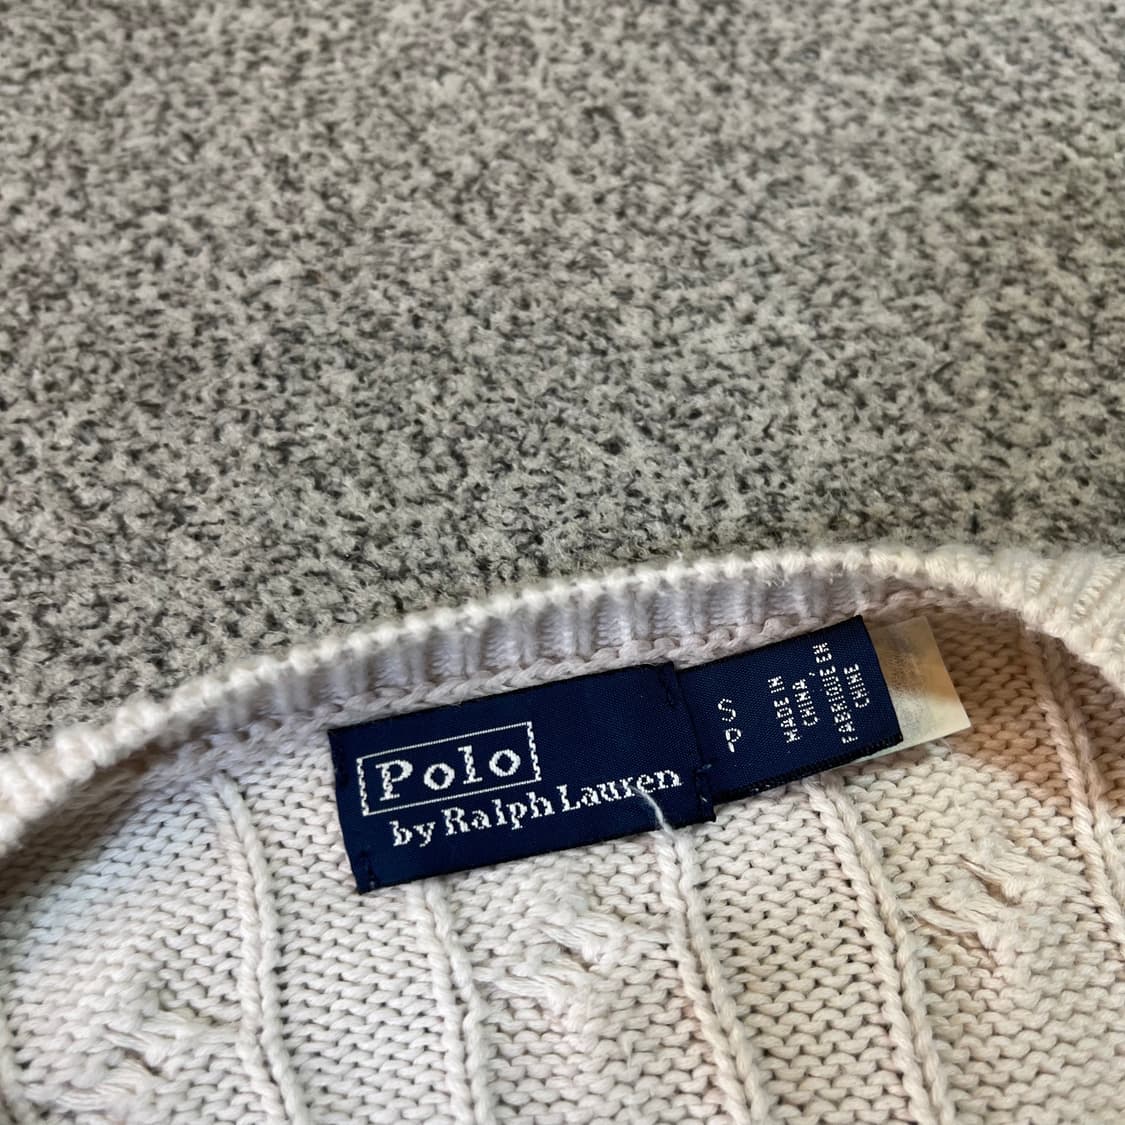 Polo
by Ralph Lauren
S
P
MADE IN
CHINA
FABRIQUÉ EN
CHINE